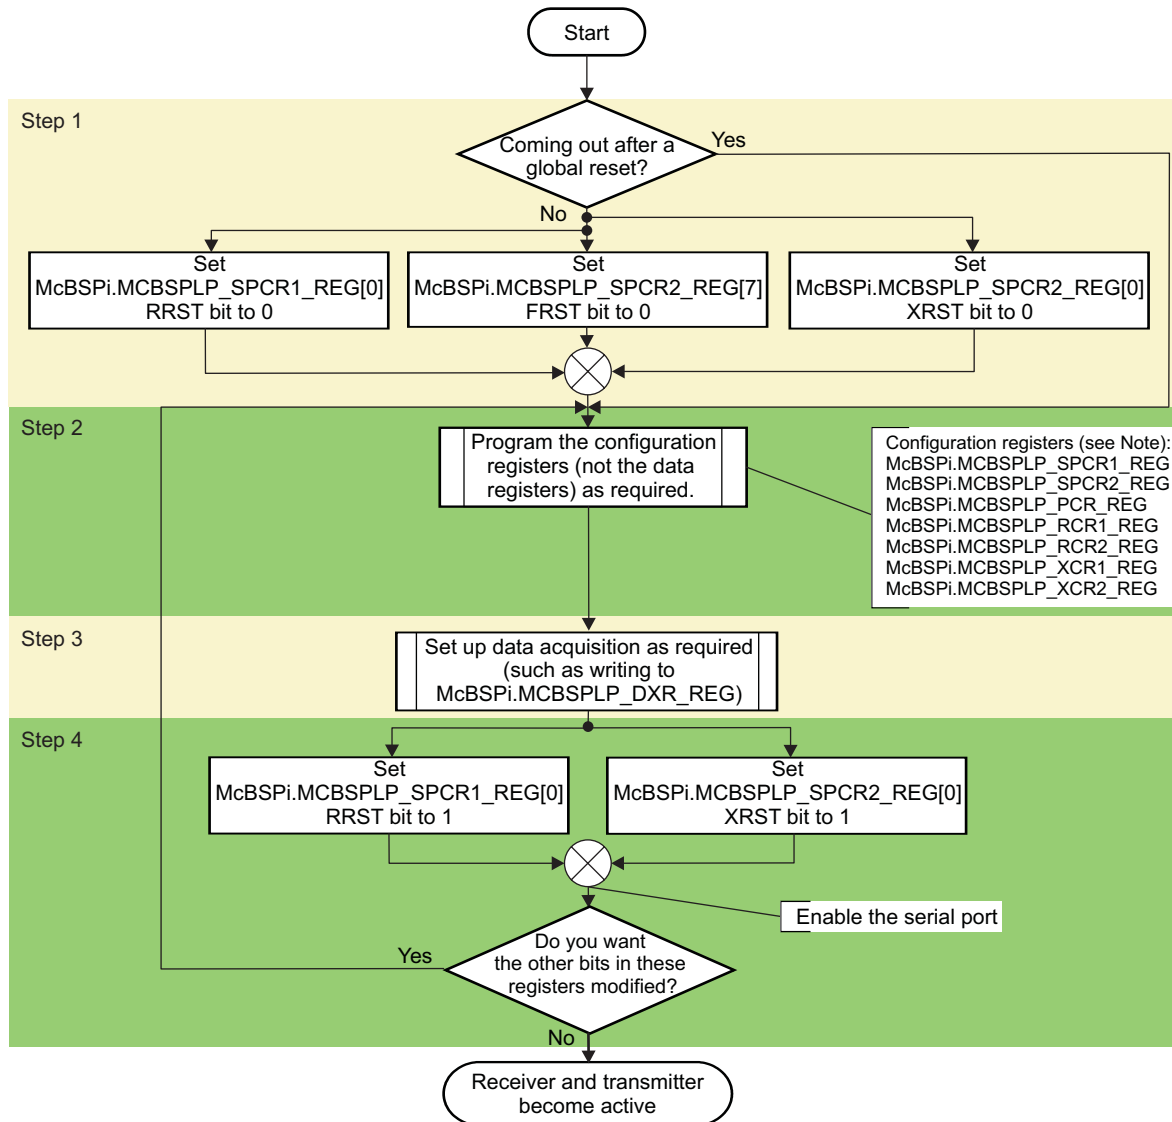 Start
Step 1
Coming out after a
global reset?
Yes
No
Set
McBSPi.MCBSPLP_SPCR1_REG[0]
RRST bit to 0
Set
McBSPi.MCBSPLP_SPCR2_REG[7]
FRST bit to 0
Set
McBSPi.MCBSPLP_SPCR2_REG[0]
XRST bit to 0
Step 2
Program the configuration
registers (not the data
registers) as required.
Configuration registers (see Note):
McBSPi.MCBSPLP_SPCR1_REG
McBSPi.MCBSPLP_SPCR2_REG
McBSPi.MCBSPLP_PCR_REG
McBSPi.MCBSPLP_RCR1_REG
McBSPi.MCBSPLP_RCR2_REG
McBSPi.MCBSPLP_XCR1_REG
McBSPi.MCBSPLP_XCR2_REG
Step 3
Set up data acquisition as required
(such as writing to
McBSPi.MCBSPLP_DXR_REG)
Step 4
Set
McBSPi.MCBSPLP_SPCR1_REG[0]
RRST bit to 1
Set
McBSPi.MCBSPLP_SPCR2_REG[0]
XRST bit to 1
Enable the serial port
Do you want
the other bits in these
registers modified?
Yes
No
Receiver and transmitter
become active